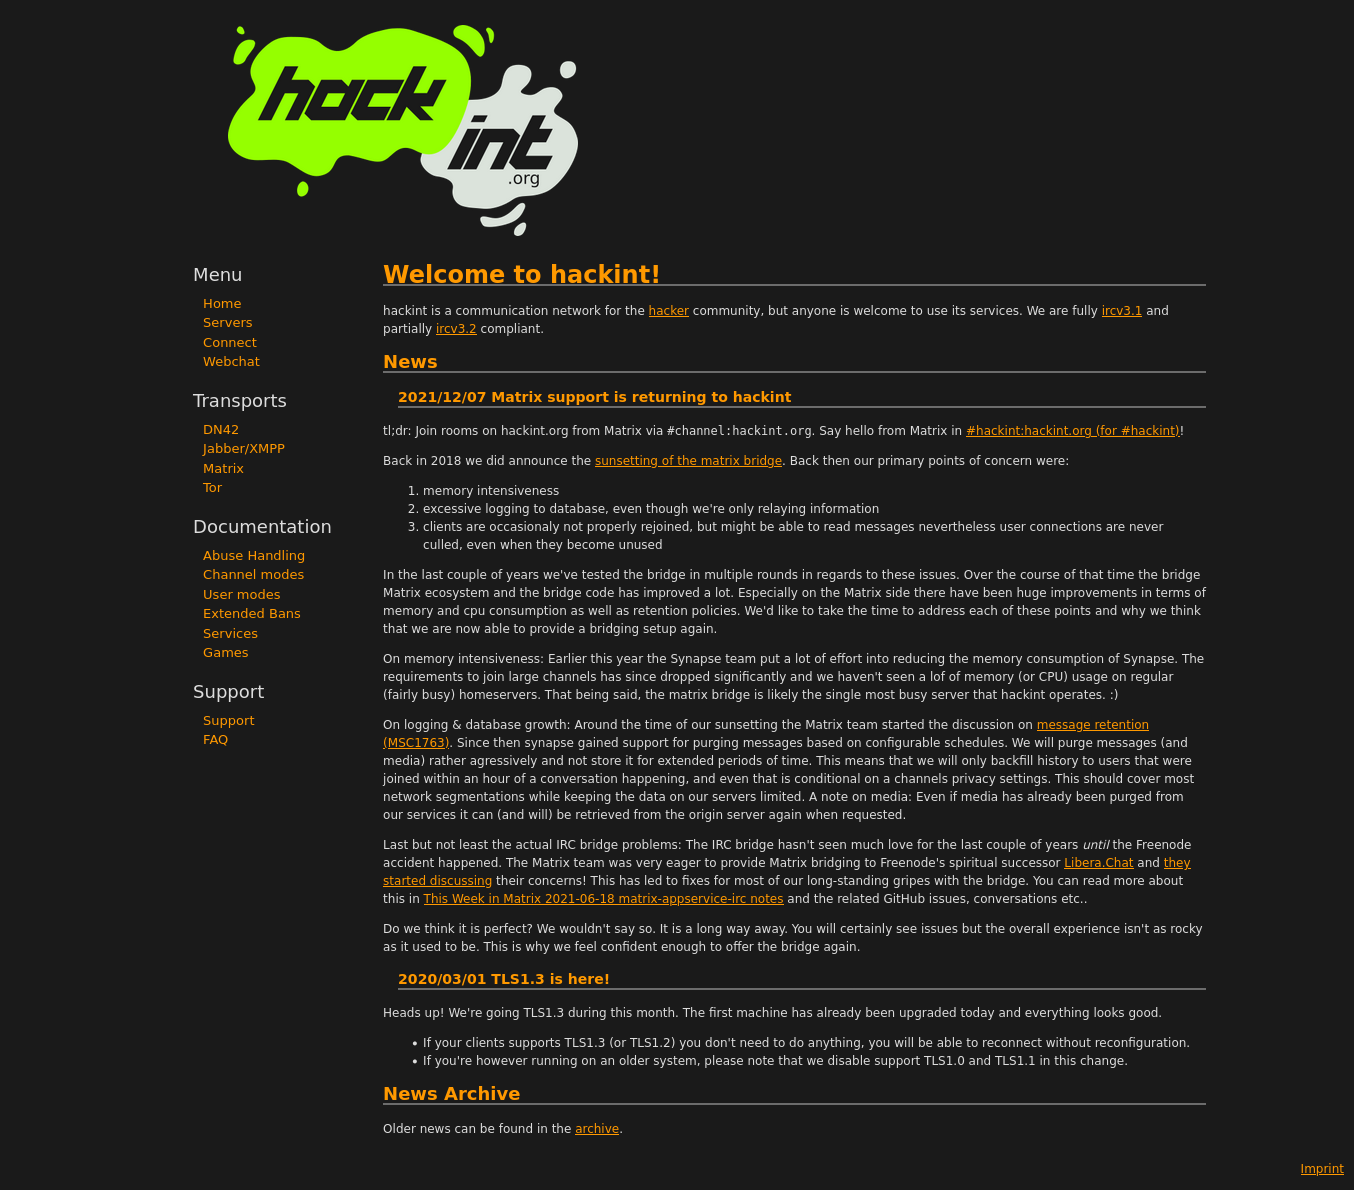 hack
int
.org
Menu
Home
Servers
Connect
Webchat
Transports
DN42
Jabber/XMPP
Matrix
Tor
Documentation
Abuse Handling
Channel modes
User modes
Extended Bans
Services
Games
Support
Support
FAQ
Welcome to hackint!
hackint is a communication network for the hacker community, but anyone is welcome to use its services. We are fully ircv3.1 and
partially ircv3.2 compliant.
News
2021/12/07 Matrix support is returning to hackint
tl;dr: Join rooms on hackint.org from Matrix via #channel:hackint.org. Say hello from Matrix in #hackint:hackint.org (for #hackint)!
Back in 2018 we did announce the sunsetting of the matrix bridge. Back then our primary points of concern were:
1. memory intensiveness
2. excessive logging to database, even though we're only relaying information
3. clients are occasionaly not properly rejoined, but might be able to read messages nevertheless user connections are never
culled, even when they become unused
In the last couple of years we've tested the bridge in multiple rounds in regards to these issues. Over the course of that time the bridge
Matrix ecosystem and the bridge code has improved a lot. Especially on the Matrix side there have been huge improvements in terms of
memory and cpu consumption as well as retention policies. We'd like to take the time to address each of these points and why we think
that we are now able to provide a bridging setup again.
On memory intensiveness: Earlier this year the Synapse team put a lot of effort into reducing the memory consumption of Synapse. The
requirements to join large channels has since dropped significantly and we haven't seen a lof of memory (or CPU) usage on regular
(fairly busy) homeservers. That being said, the matrix bridge is likely the single most busy server that hackint operates. :)
On logging & database growth: Around the time of our sunsetting the Matrix team started the discussion on message retention
(MSC1763). Since then synapse gained support for purging messages based on configurable schedules. We will purge messages (and
media) rather agressively and not store it for extended periods of time. This means that we will only backfill history to users that were
joined within an hour of a conversation happening, and even that is conditional on a channels privacy settings. This should cover most
network segmentations while keeping the data on our servers limited. A note on media: Even if media has already been purged from
our services it can (and will) be retrieved from the origin server again when requested.
Last but not least the actual IRC bridge problems: The IRC bridge hasn't seen much love for the last couple of years until the Freenode
accident happened. The Matrix team was very eager to provide Matrix bridging to Freenode's spiritual successor Libera.Chat and they
started discussing their concerns! This has led to fixes for most of our long-standing gripes with the bridge. You can read more about
this in This Week in Matrix 2021-06-18 matrix-appservice-irc notes and the related GitHub issues, conversations etc..
Do we think it is perfect? We wouldn't say so. It is a long way away. You will certainly see issues but the overall experience isn't as rocky
as it used to be. This is why we feel confident enough to offer the bridge again.
2020/03/01 TLS1.3 is here!
Heads up! We're going TLS1.3 during this month. The first machine has already been upgraded today and everything looks good.
• If your clients supports TLS1.3 (or TLS1.2) you don't need to do anything, you will be able to reconnect without reconfiguration.
• If you're however running on an older system, please note that we disable support TLS1.0 and TLS1.1 in this change.
News Archive
Older news can be found in the archive.
Imprint